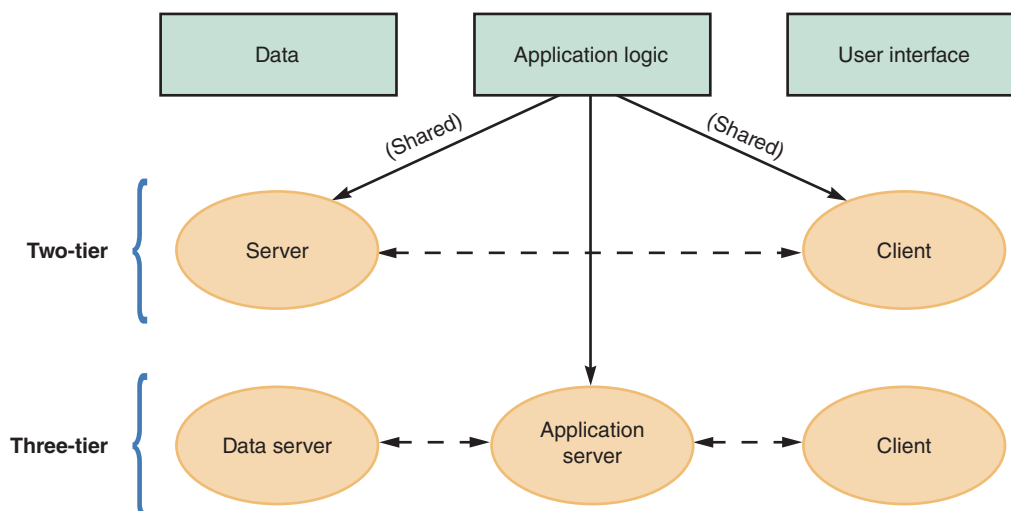 Data
Application logic
User interface
(Shared)
(Shared)
Two-tier
Server
Client
Three-tier
Data server
Application
server
Client